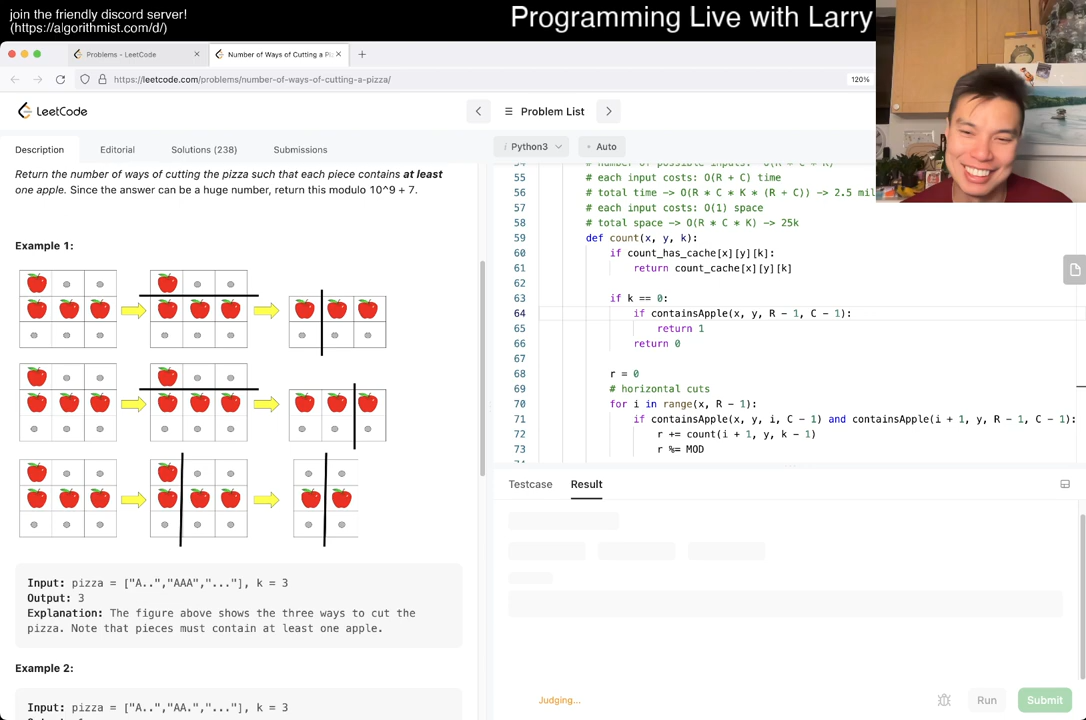 join the friendly discord server!
(https://algorithmist.com/d/)
Programming Live with Larry
Problems - LeetCode
Number of Ways of Cutting a Pi
https://leetcode.com/problems/number-of-ways-of-cutting-a-pizza/
120%
LeetCode
Problem List
Description
Editorial
Solutions (238)
Submissions
Return the number of ways of cutting the pizza such that each piece contains at least
one apple. Since the answer can be a huge number, return this modulo 10^9 + 7.
Example 1:
Input: pizza = ["A..","AAA","..."], k = 3
Output: 3
Explanation: The figure above shows the three ways to cut the
pizza. Note that pieces must contain at least one apple.
Example 2:
Input: pizza = ["A..","AA.","..."], k = 3
i Python3
Auto
54 # number of possible inputs: O(R * C * K)
55 # each input costs: O(R + C) time
56 # total time -> O(R * C * K * (R + C)) -> 2.5 mil
57 # each input costs: O(1) space
58 # total space -> O(R * C * K) -> 25k
59 def count(x, y, k):
60 if count_has_cache[x][y][k]:
61 return count_cache[x][y][k]
62
63 if k == 0:
64 if containsApple(x, y, R - 1, C - 1):
65 return 1
66 return 0
67
68 r = 0
69 # horizontal cuts
70 for i in range(x, R - 1):
71 if containsApple(x, y, i, C - 1) and containsApple(i + 1, y, R - 1, C - 1):
72 r += count(i + 1, y, k - 1)
73 r %= MOD
Testcase
Result
Judging...
Run
Submit